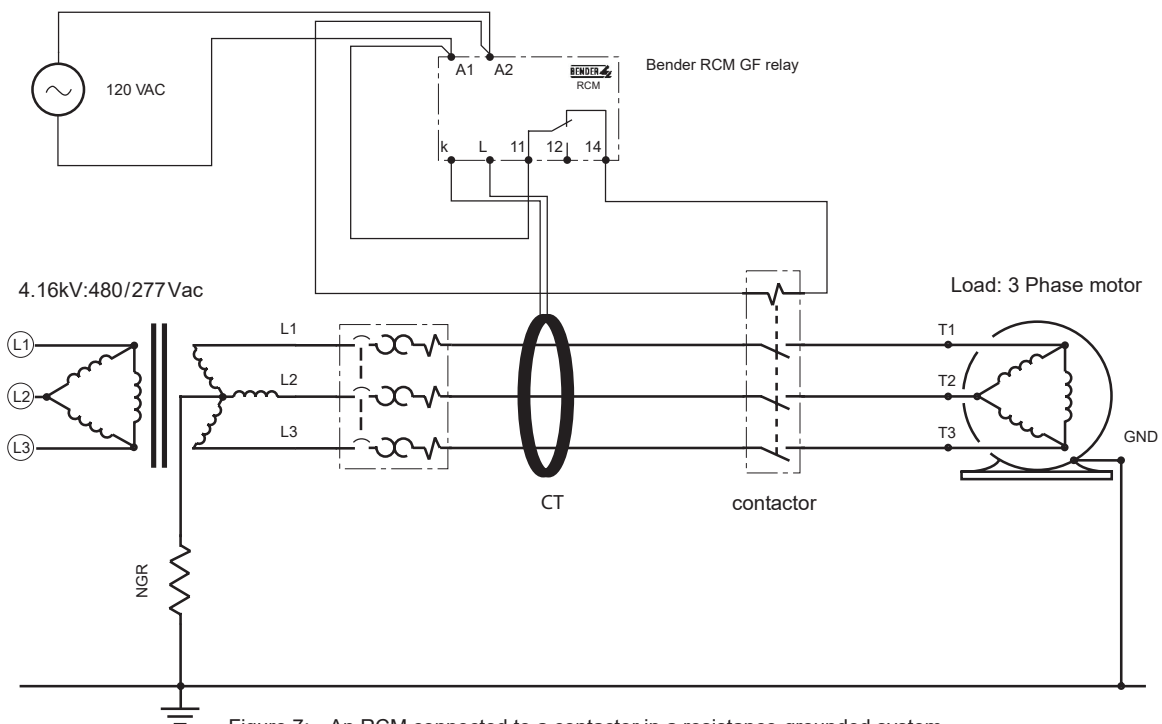 A1
A2
BENDER
RCM
Bender RCM GF relay
120 VAC
k
L
11
12
14
4.16kV:480/277Vac
Load: 3 Phase motor
L1
L1
T1
L2
L2
T2
L3
L3
T3
GND
CT
contactor
NGR
Figure 7: An RCM connected to a contactor in a resistance-grounded system